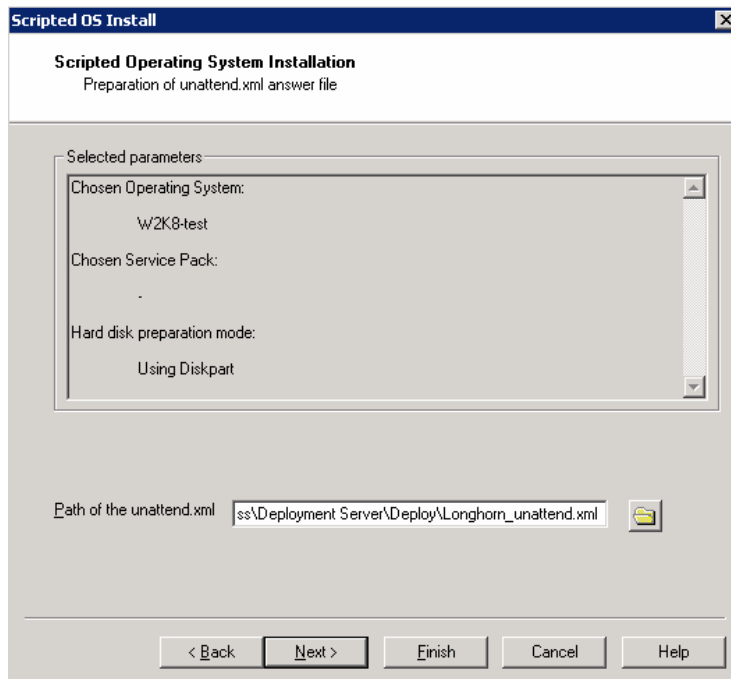 Scripted OS Install
Scripted Operating System Installation
Preparation of unattend.xml answer file
Selected parameters
Chosen Operating System:
W2K8-test
Chosen Service Pack:
-
Hard disk preparation mode:
Using Diskpart
Path of the unattend.xml ss\Deployment Server\Deploy\Longhorn_unattend.xml
< Back Next > Finish Cancel Help